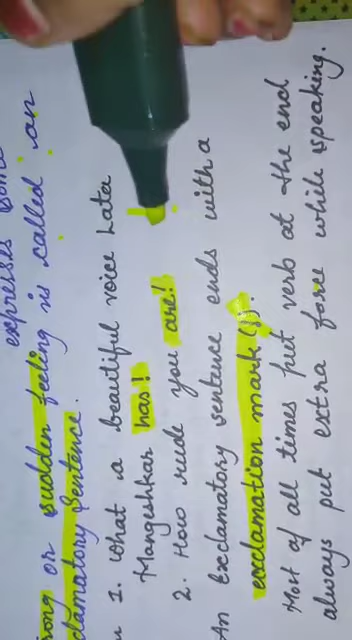 expresses some
rong or sudden feeling is called an
clamatory Sentence.
1. What a beautiful voice Lata
Mangeshkar has!
2. How rude you are!
An Exclamatory sentence ends with a
exclamation mark (!).
Most of all times put verb at the end
always put extra force while speaking.